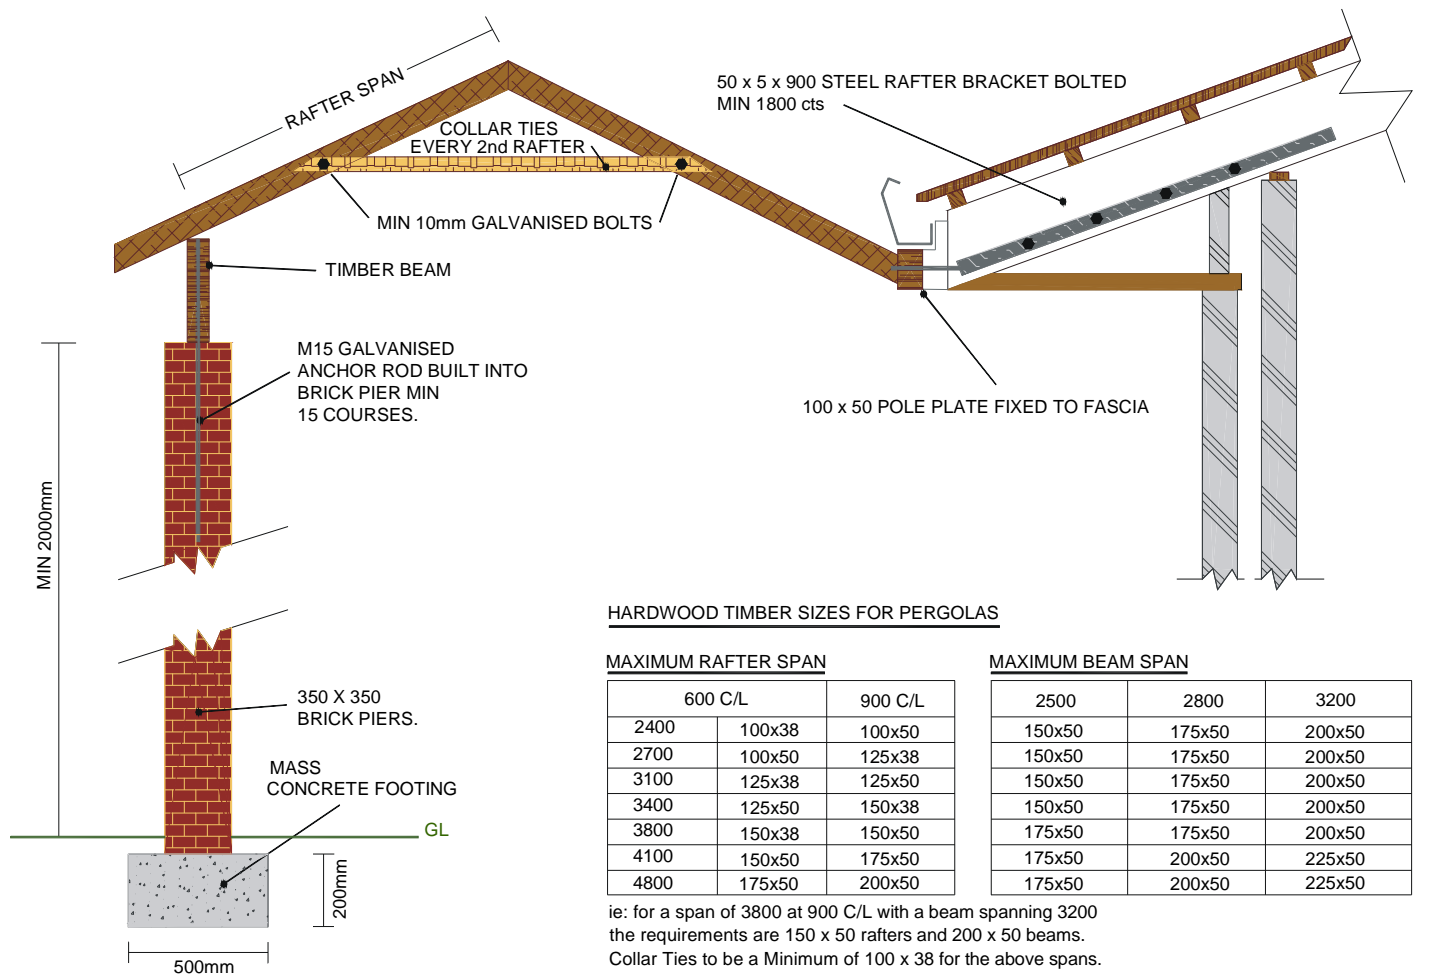 RAFTER SPAN
COLLAR TIES
EVERY 2nd RAFTER
50 x 5 x 900 STEEL RAFTER BRACKET BOLTED
MIN 1800 cts
MIN 10mm GALVANISED BOLTS
TIMBER BEAM
M15 GALVANISED
ANCHOR ROD BUILT INTO
BRICK PIER MIN
15 COURSES.
100 x 50 POLE PLATE FIXED TO FASCIA
MIN 2000mm
350 X 350
BRICK PIERS.
MASS
CONCRETE FOOTING
GL
200mm
500mm
HARDWOOD TIMBER SIZES FOR PERGOLAS
MAXIMUM RAFTER SPAN
600 C/L 900 C/L
2400 100x38 100x50
2700 100x50 125x38
3100 125x38 125x50
3400 125x50 150x38
3800 150x38 150x50
4100 150x50 175x50
4800 175x50 200x50
MAXIMUM BEAM SPAN
2500 2800 3200
150x50 175x50 200x50
150x50 175x50 200x50
150x50 175x50 200x50
150x50 175x50 200x50
175x50 175x50 200x50
175x50 200x50 225x50
175x50 200x50 225x50
ie: for a span of 3800 at 900 C/L with a beam spanning 3200
the requirements are 150 x 50 rafters and 200 x 50 beams.
Collar Ties to be a Minimum of 100 x 38 for the above spans.